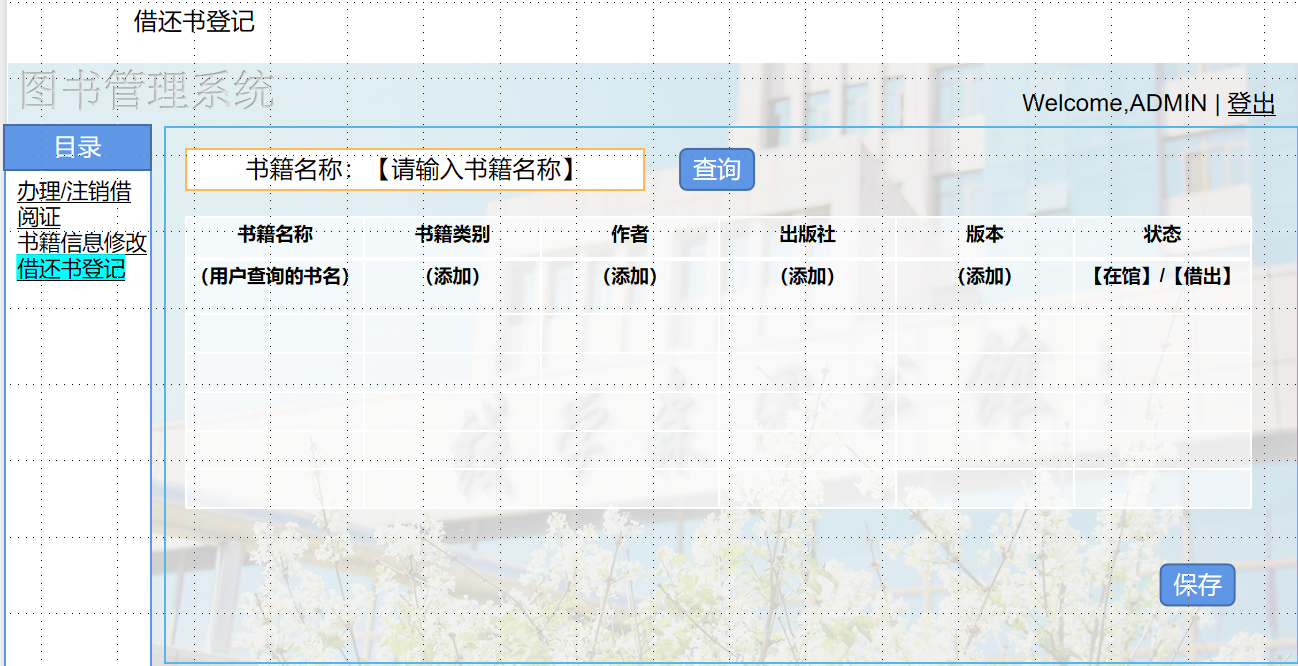 借还书登记
图书管理系统
Welcome,ADMIN | 登出
目录
办理/注销借
阅证
书籍信息修改
借还书登记
书籍名称：【请输入书籍名称】
查询
书籍名称 书籍类别 作者 出版社 版本 状态
（用户查询的书名） （添加） （添加） （添加） （添加） 【在馆】/【借出】
保存